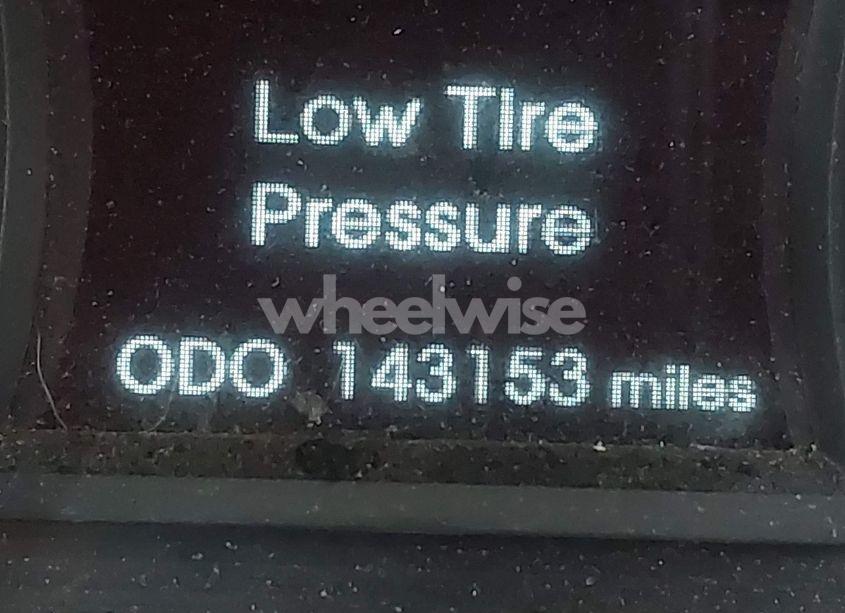 Low Tire
Pressure
wheelwise
ODO 143153 miles